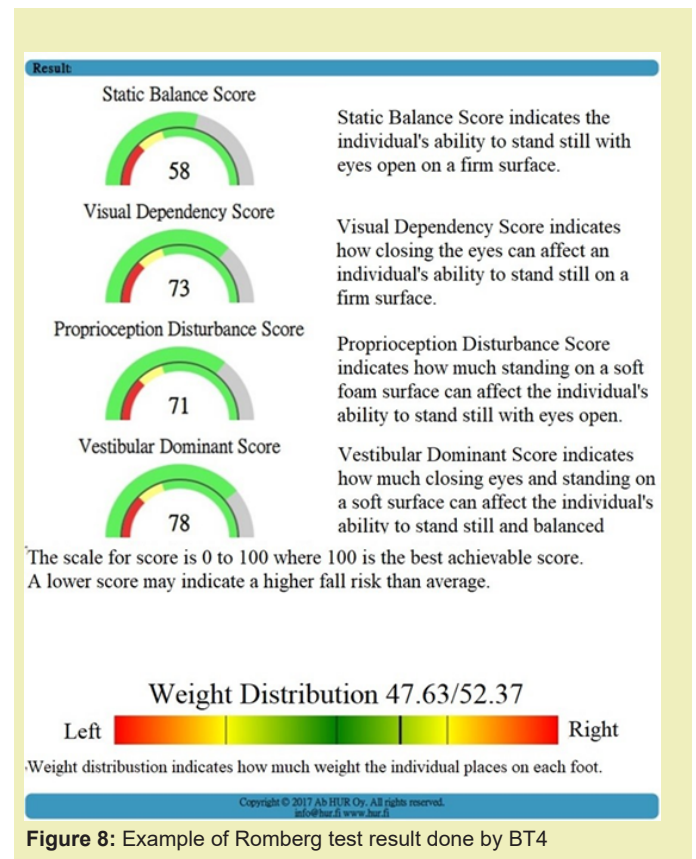 Result:
Static Balance Score
58
Static Balance Score indicates the
individual's ability to stand still with
eyes open on a firm surface.
Visual Dependency Score
73
Visual Dependency Score indicates
how closing the eyes can affect an
individual's ability to stand still on a
firm surface.
Proprioception Disturbance Score
71
Proprioception Disturbance Score
indicates how much standing on a soft
foam surface can affect the individual's
ability to stand still with eyes open.
Vestibular Dominant Score
78
Vestibular Dominant Score indicates
how much closing eyes and standing on
a soft surface can affect the individual's
ability to stand still and balanced
The scale for score is 0 to 100 where 100 is the best achievable score.
A lower score may indicate a higher fall risk than average.
Weight Distribution 47.63/52.37
Left
Right
Weight distribustion indicates how much weight the individual places on each foot.
Copyright © 2017 Ab HUR Oy. All rights reserved.
info@hur.fi www.hur.fi
Figure 8: Example of Romberg test result done by BT4